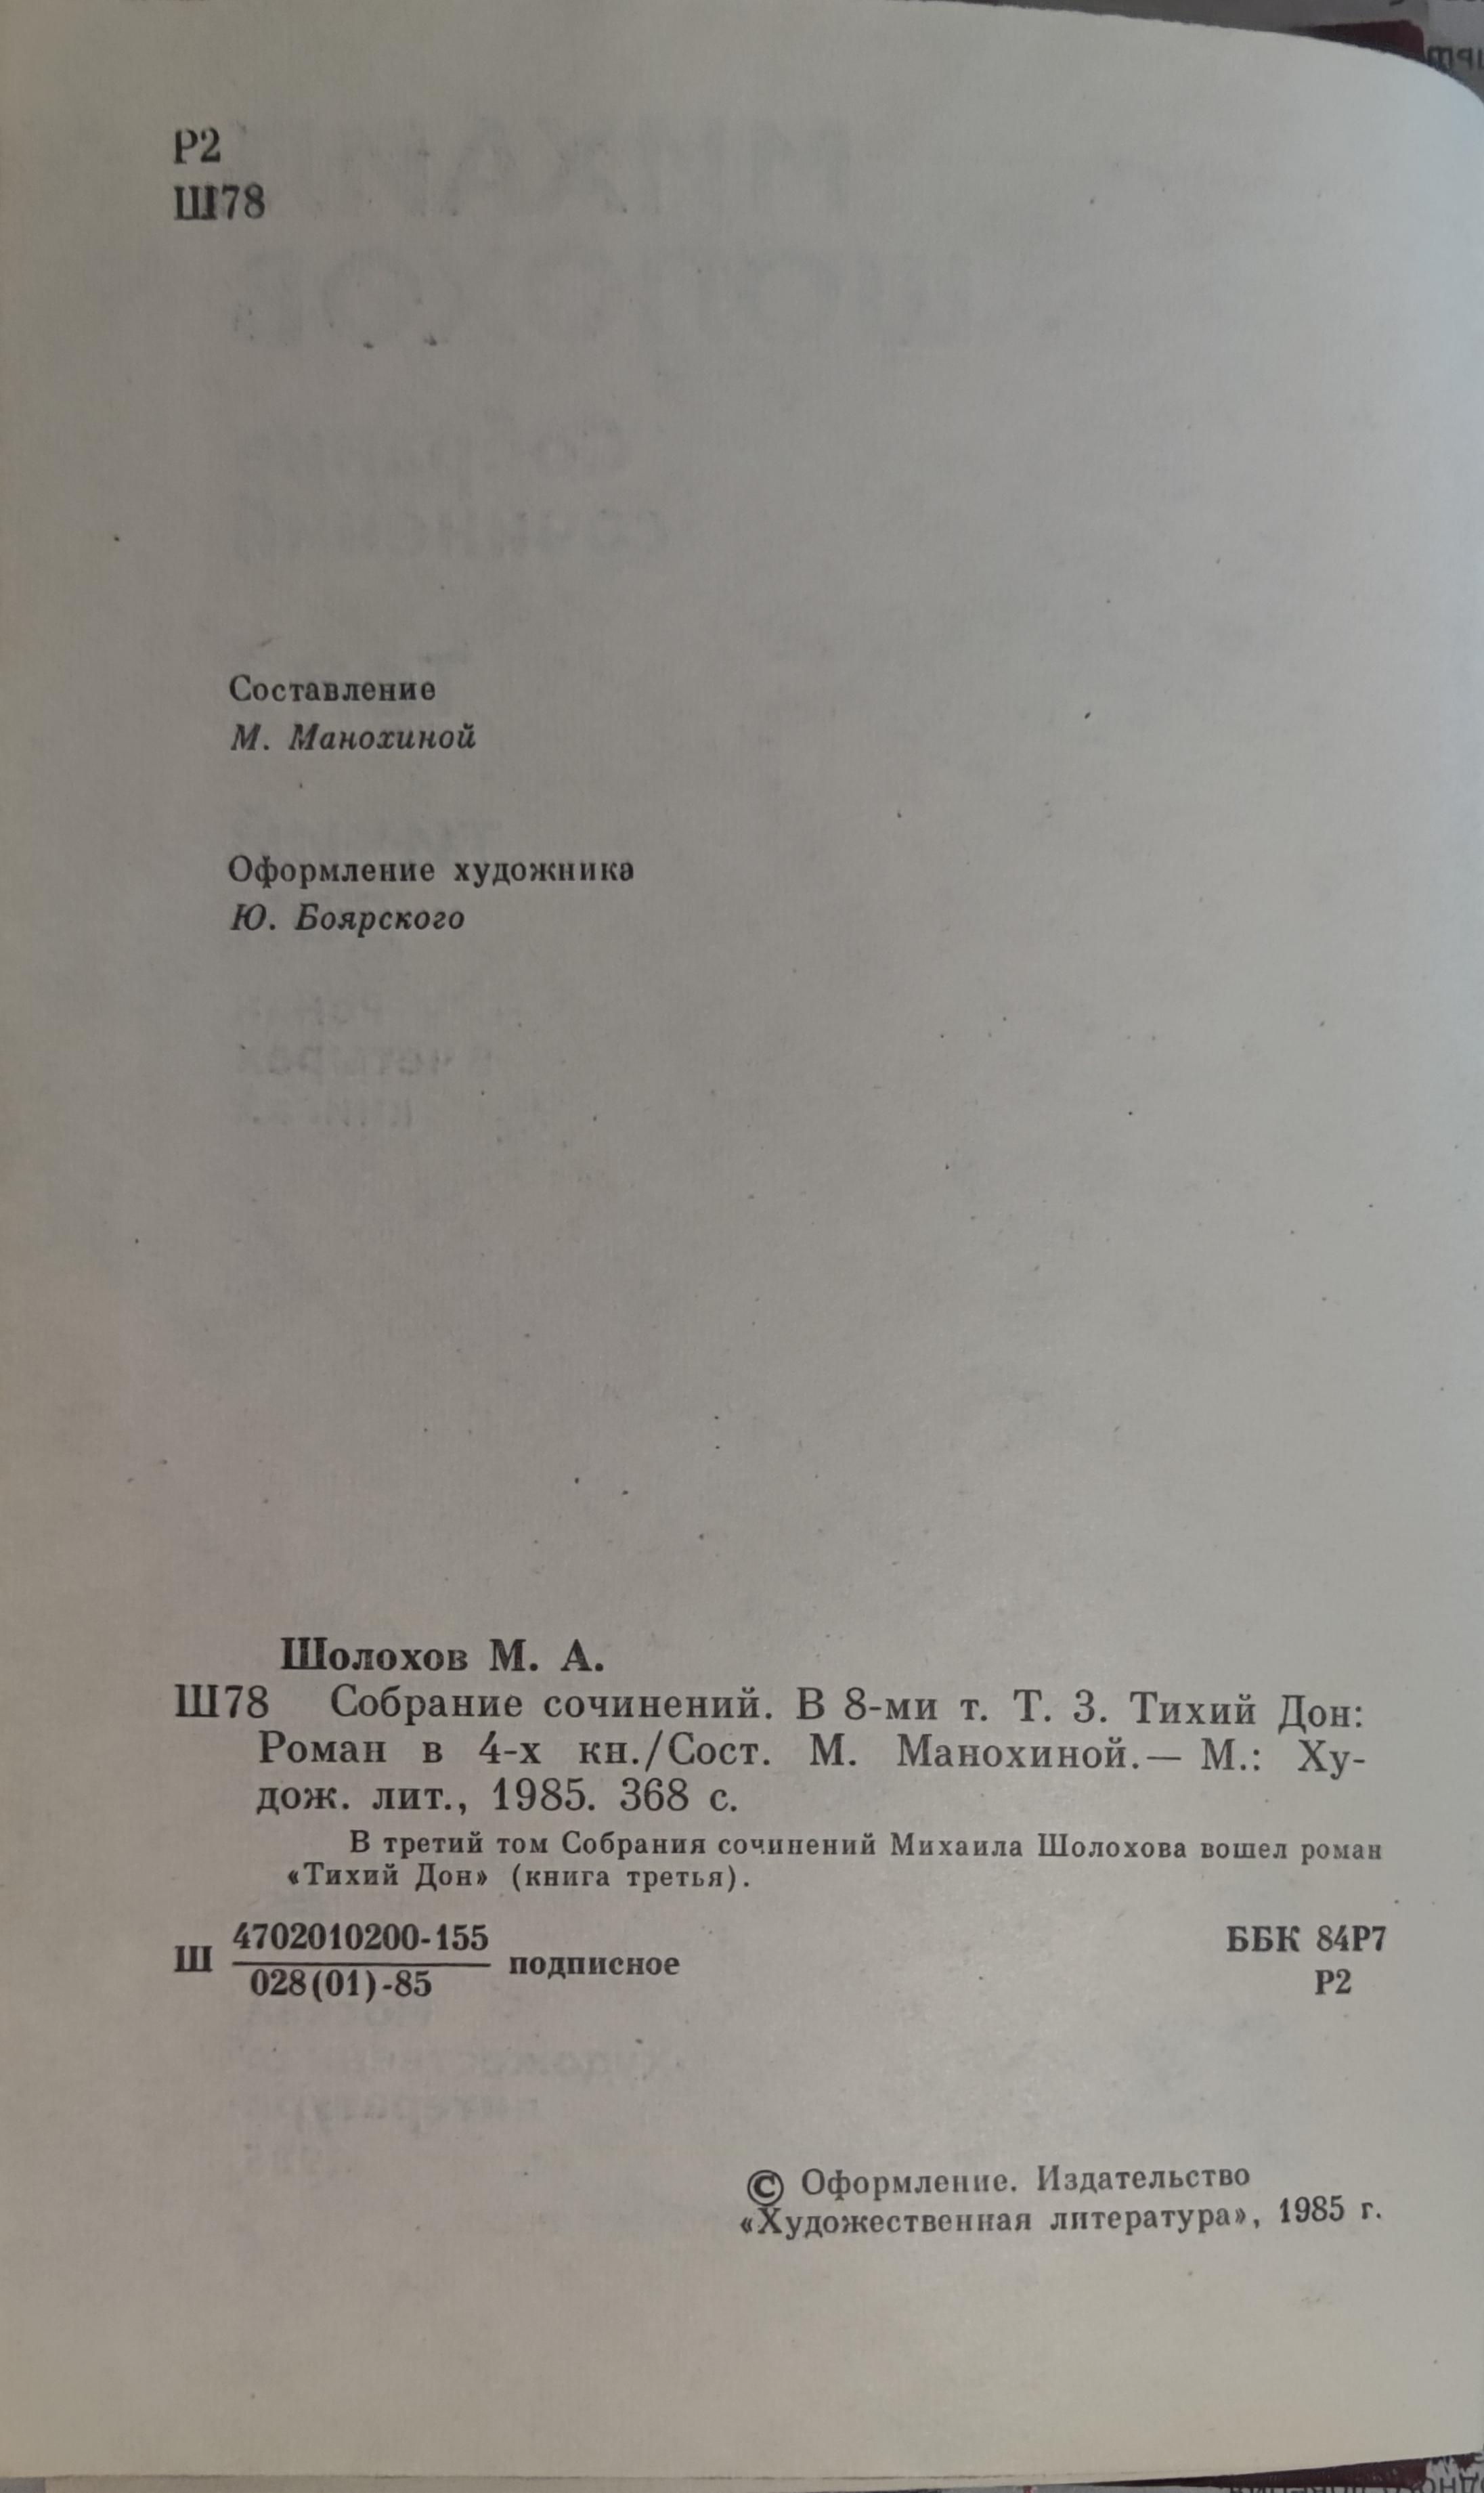 Р2
Ш78
Составление
М. Манохиной
Оформление художника
Ю. Боярского
Шолохов М. А.
Ш78 Собрание сочинений. В 8-ми т. Т. 3. Тихий Дон:
Роман в 4-х кн./Сост. М. Манохиной.— М.: Ху-
дож. лит., 1985. 368 с.
В третий том Собрания сочинений Михаила Шолохова вошел роман
«Тихий Дон» (книга третья).
Ш 4702010200-155 подписное
028(01)-85
ББК 84Р7
Р2
© Оформление. Издательство
«Художественная литература», 1985 г.